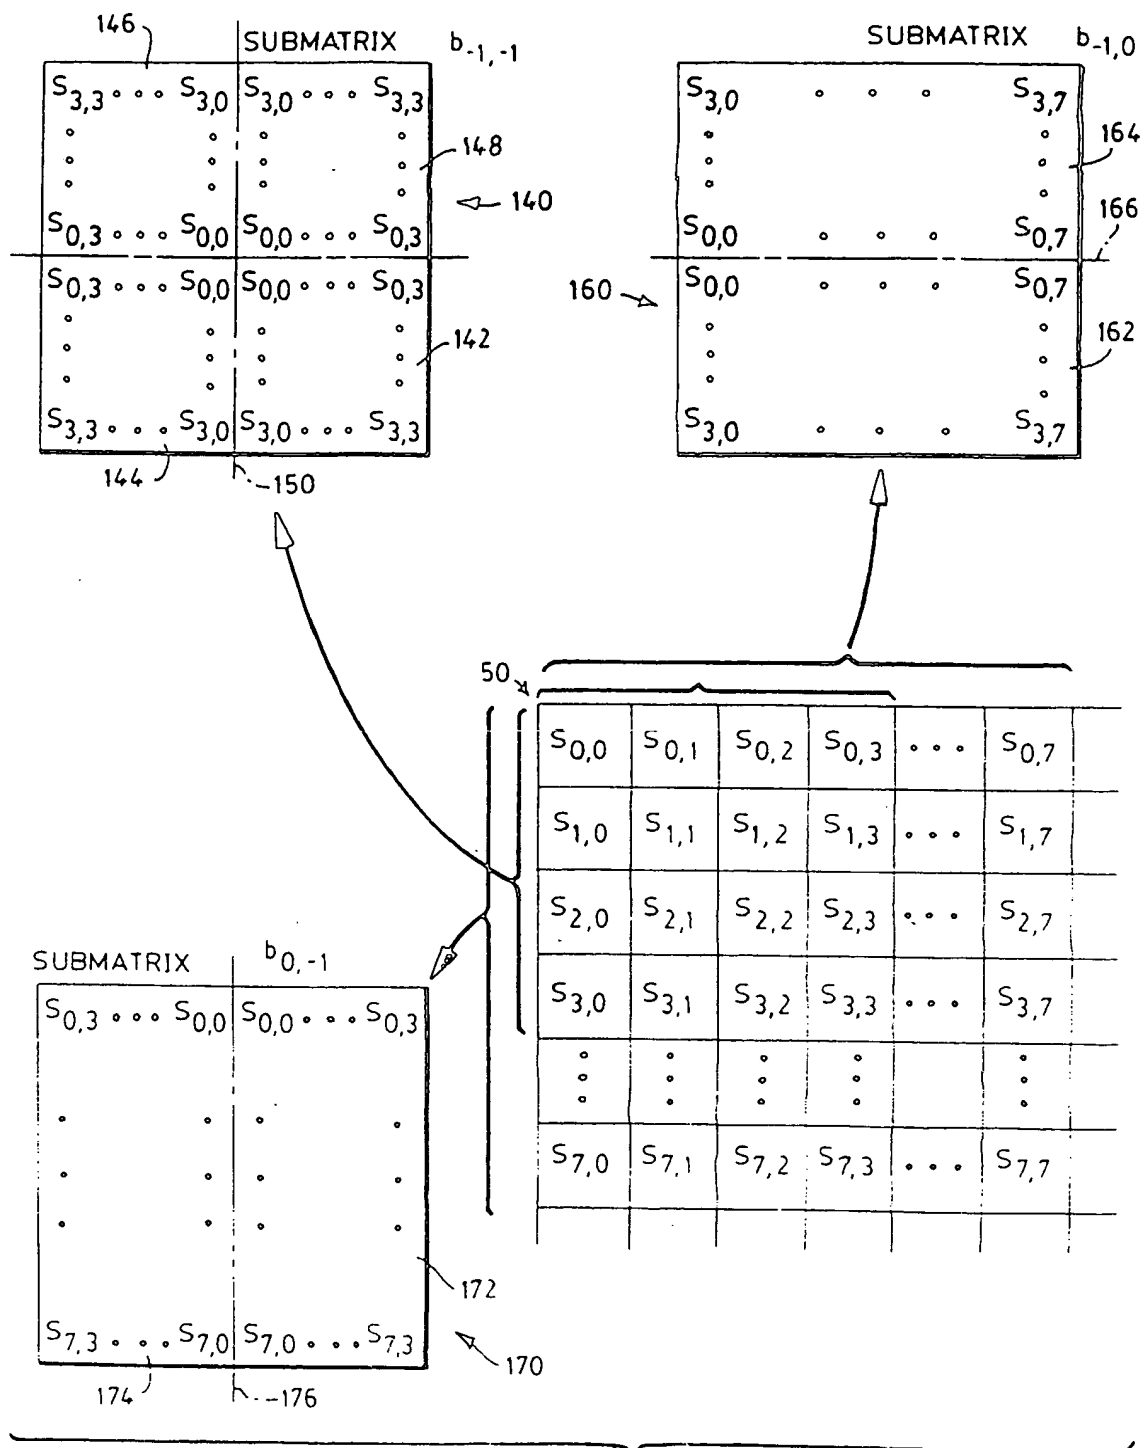 146
SUBMATRIX b-1,-1
S3,3 ∘∘∘ S3,0 S3,0 ∘∘∘ S3,3
148
140
S0,3 ∘∘∘ S0,0 S0,0 ∘∘∘ S0,3
S0,3 ∘∘∘ S0,0 S0,0 ∘∘∘ S0,3
142
S3,3 ∘∘∘ S3,0 S3,0 ∘∘∘ S3,3
144
150
SUBMATRIX b-1,0
S3,0 ∘ ∘ ∘ S3,7
164
166
S0,0 ∘ ∘ ∘ S0,7
S0,0 ∘ ∘ ∘ S0,7
160
162
S3,0 ∘ ∘ ∘ S3,7
50
S0,0 S0,1 S0,2 S0,3 ∘∘∘ S0,7
S1,0 S1,1 S1,2 S1,3 ∘∘∘ S1,7
S2,0 S2,1 S2,2 S2,3 ∘∘∘ S2,7
S3,0 S3,1 S3,2 S3,3 ∘∘∘ S3,7
S7,0 S7,1 S7,2 S7,3 ∘∘∘ S7,7
SUBMATRIX b0,-1
S0,3 ∘∘∘ S0,0 S0,0 ∘∘∘ S0,3
172
S7,3 ∘∘∘ S7,0 S7,0 ∘∘∘ S7,3
170
174
176